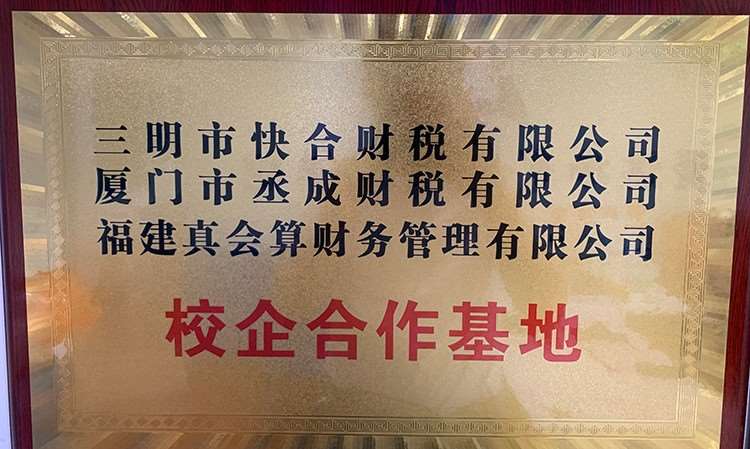 三明市快合财税有限公司
厦门市丞成财税有限公司
福建真会算财务管理有限公司
校企合作基地